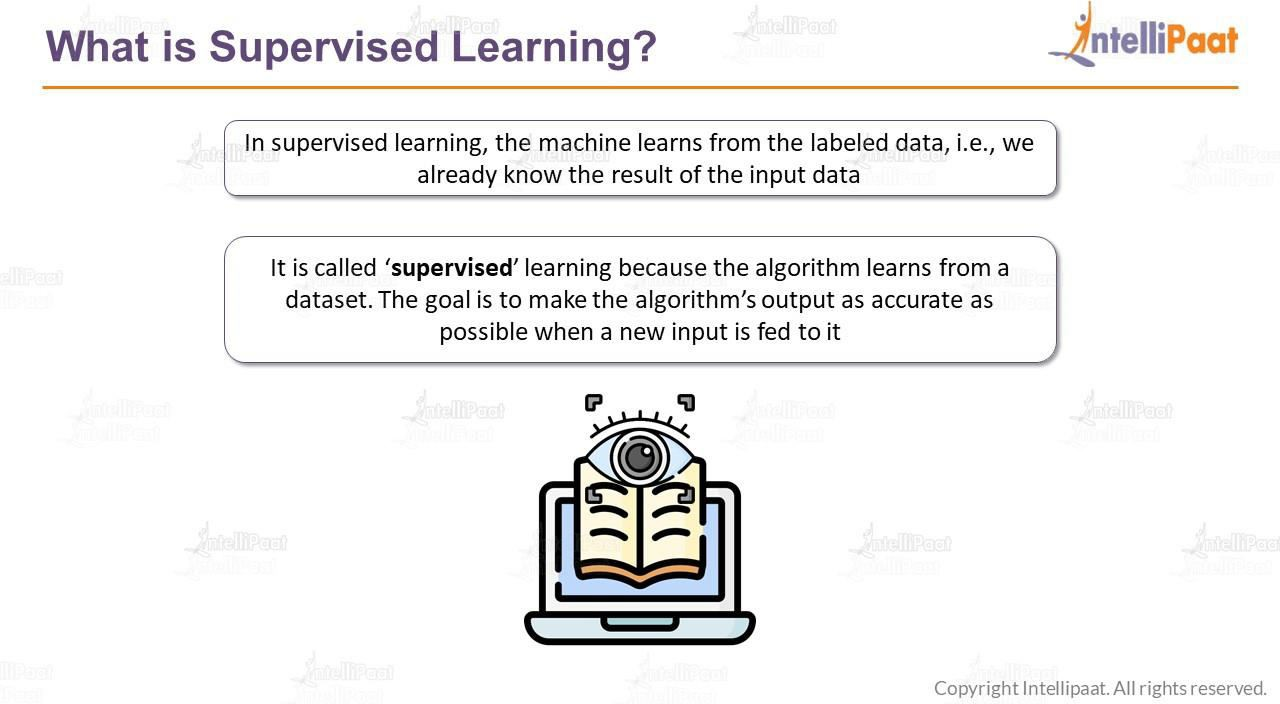 What is Supervised Learning?
IntelliPaat
In supervised learning, the machine learns from the labeled data, i.e., we
already know the result of the input data
It is called ‘supervised’ learning because the algorithm learns from a
dataset. The goal is to make the algorithm’s output as accurate as
possible when a new input is fed to it
Copyright Intellipaat. All rights reserved.